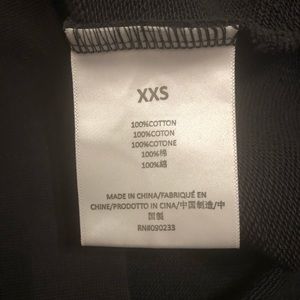 XXS
100%COTTON
100%COTON
100%COTONE
100%棉
100%綿
MADE IN CHINA/FABRIQUÉ EN
CHINE/PRODOTTO IN CINA/中国制造/中
国製
RN#090233